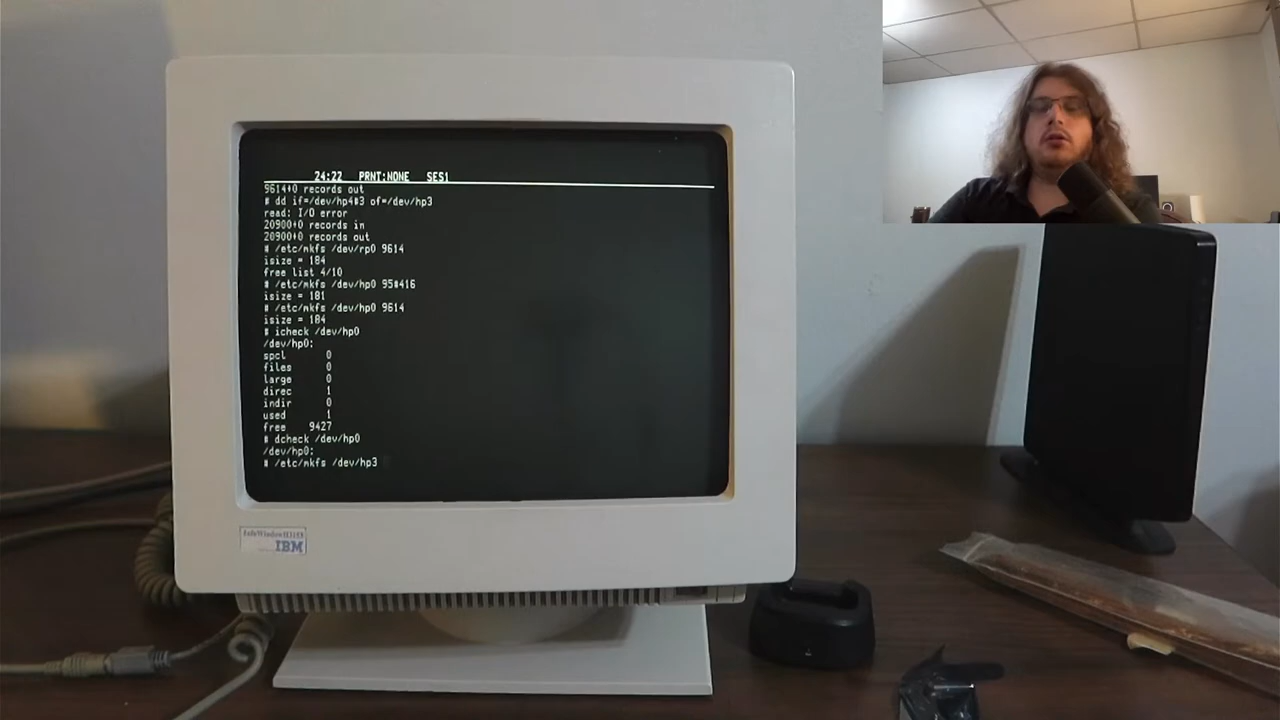 24:22 PRNT:NONE SES1
9614+0 records out
# dd if=/dev/hp4#3 of=/dev/hp3
read: I/O error
20900+0 records in
20900+0 records out
# /etc/mkfs /dev/rp0 9614
isize = 184
free list 4/10
# /etc/mkfs /dev/hp0 95#416
isize = 181
# /etc/mkfs /dev/hp0 9614
isize = 184
# icheck /dev/hp0
/dev/hp0:
spcl 0
files 0
large 0
direc 1
indir 0
used 1
free 9427
# dcheck /dev/hp0
/dev/hp0:
# /etc/mkfs /dev/hp3
IBM